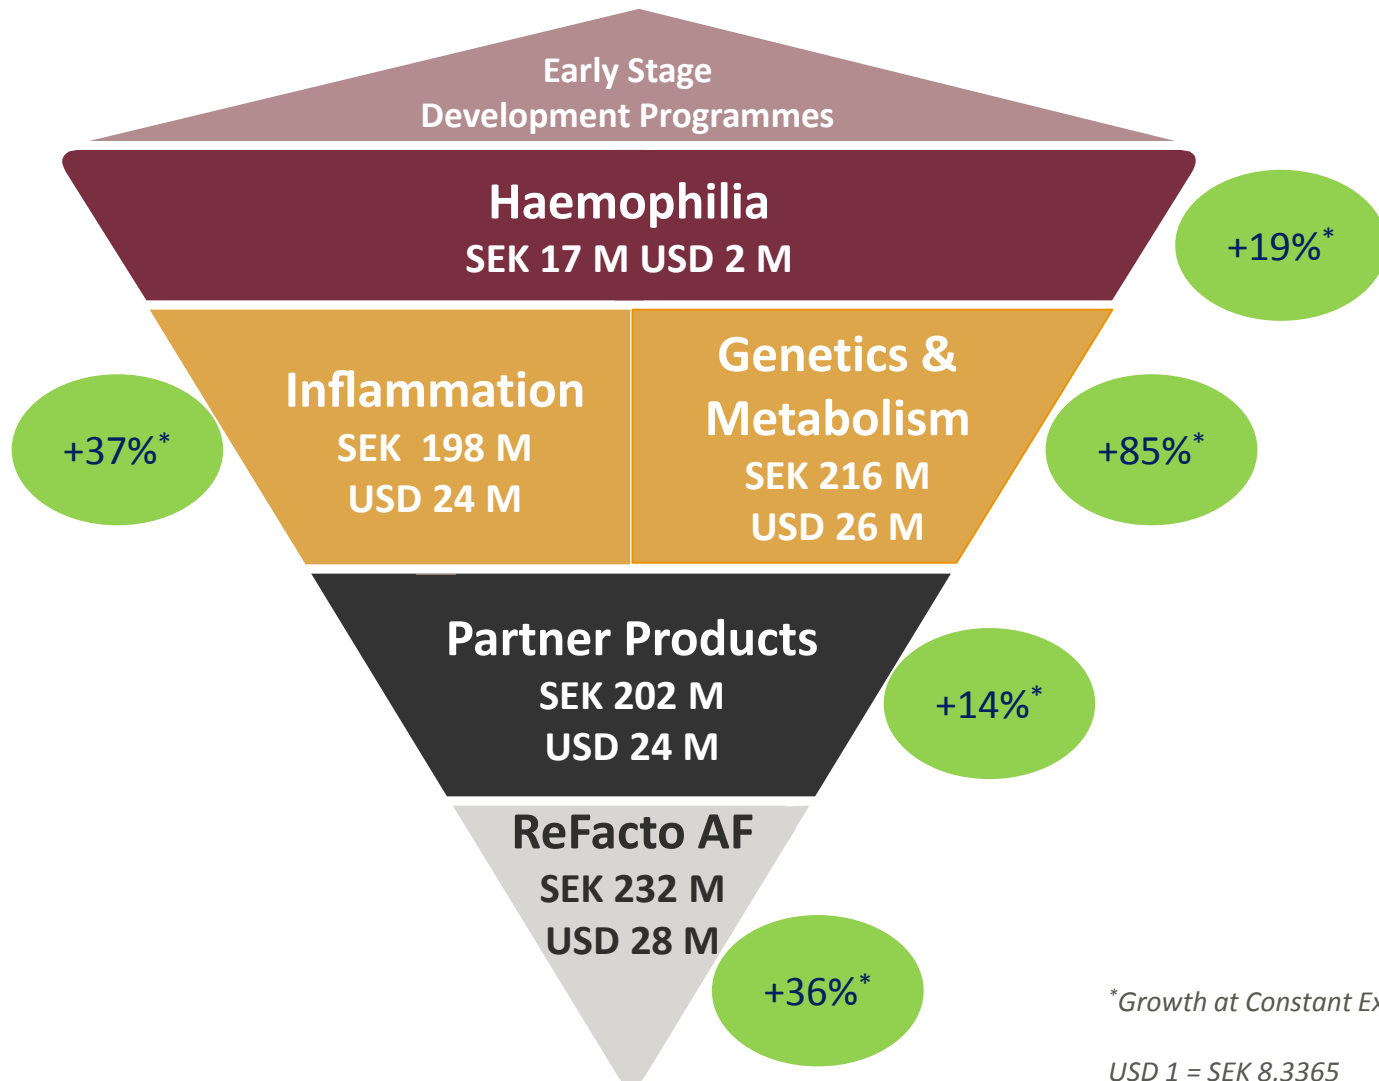 Early Stage
Development Programmes
Haemophilia
SEK 17 M USD 2 M
+19%*
Inflammation
SEK 198 M
USD 24 M
+37%*
Genetics &
Metabolism
SEK 216 M
USD 26 M
+85%*
Partner Products
SEK 202 M
USD 24 M
+14%*
ReFacto AF
SEK 232 M
USD 28 M
+36%*
*Growth at Constant
USD 1 = SEK 8.3365